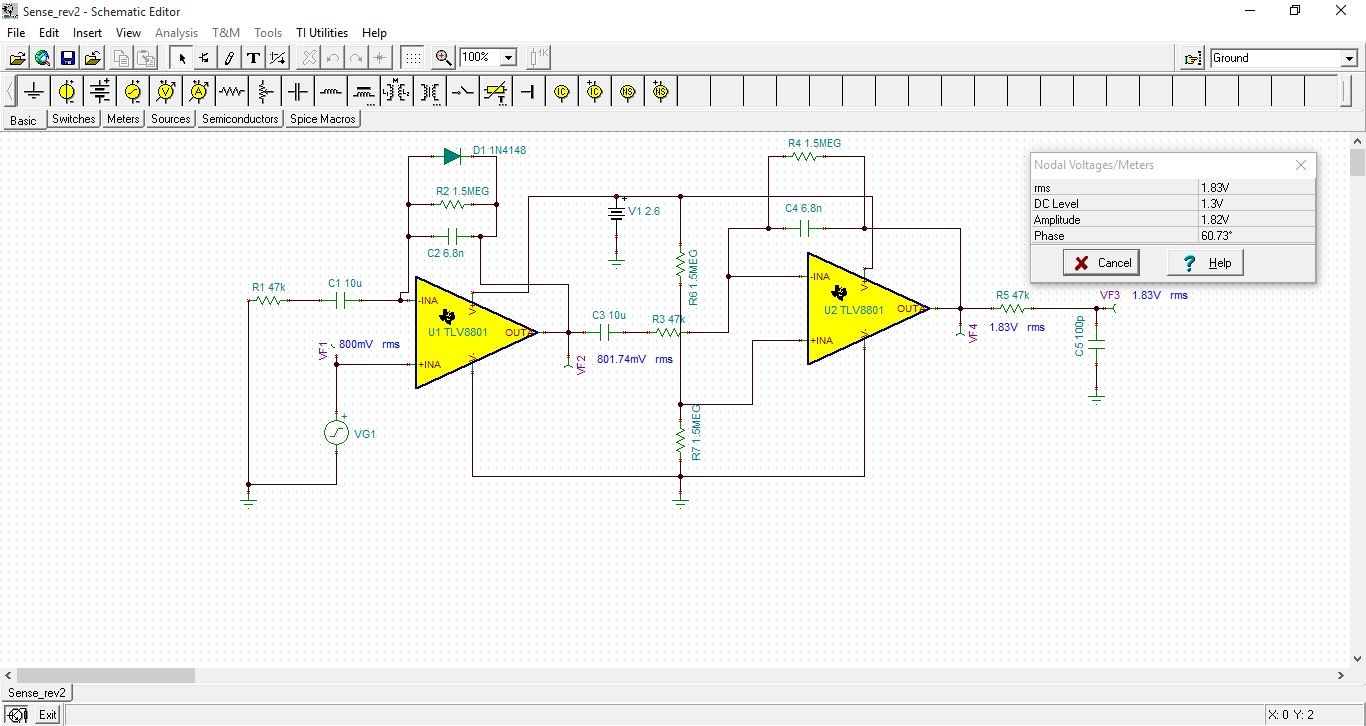 Sense_rev2 - Schematic Editor
File Edit Insert View Analysis T&M Tools TI Utilities Help
100%
Ground
Basic Switches Meters Sources Semiconductors Spice Macros
D1 1N4148
R2 1.5MEG
C2 6.8n
R1 47k
C1 10u
-INA
+INA
OUTA
V+
V-
U1 TLV8801
VF1
800mV rms
VG1
V1 2.6
C3 10u
R3 47k
VF2
801.74mV rms
R6 1.5MEG
R7 1.5MEG
R4 1.5MEG
C4 6.8n
-INA
+INA
OUTA
V+
V-
U2 TLV8801
VF4
1.83V rms
R5 47k
C5 100p
VF3 1.83V rms
Nodal Voltages/Meters
rms 1.83V
DC Level 1.3V
Amplitude 1.82V
Phase 60.73°
Cancel
Help
Sense_rev2
Exit
X: 0 Y: 2